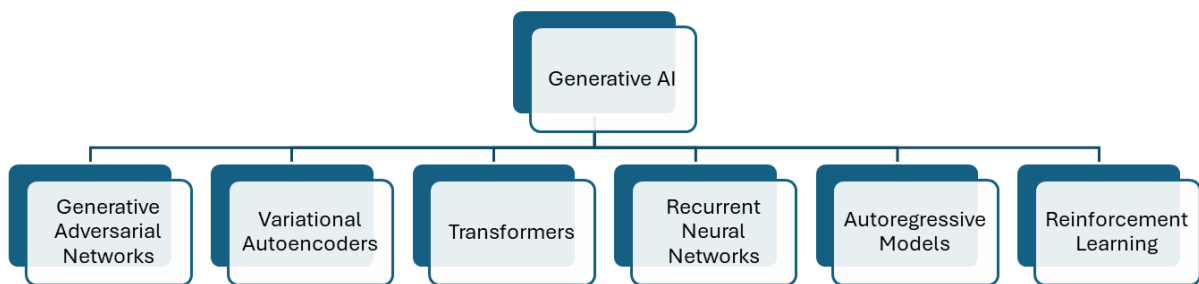 Generative AI
Generative
Adversarial
Networks
Variational
Autoencoders
Transformers
Recurrent
Neural
Networks
Autoregressive
Models
Reinforcement
Learning